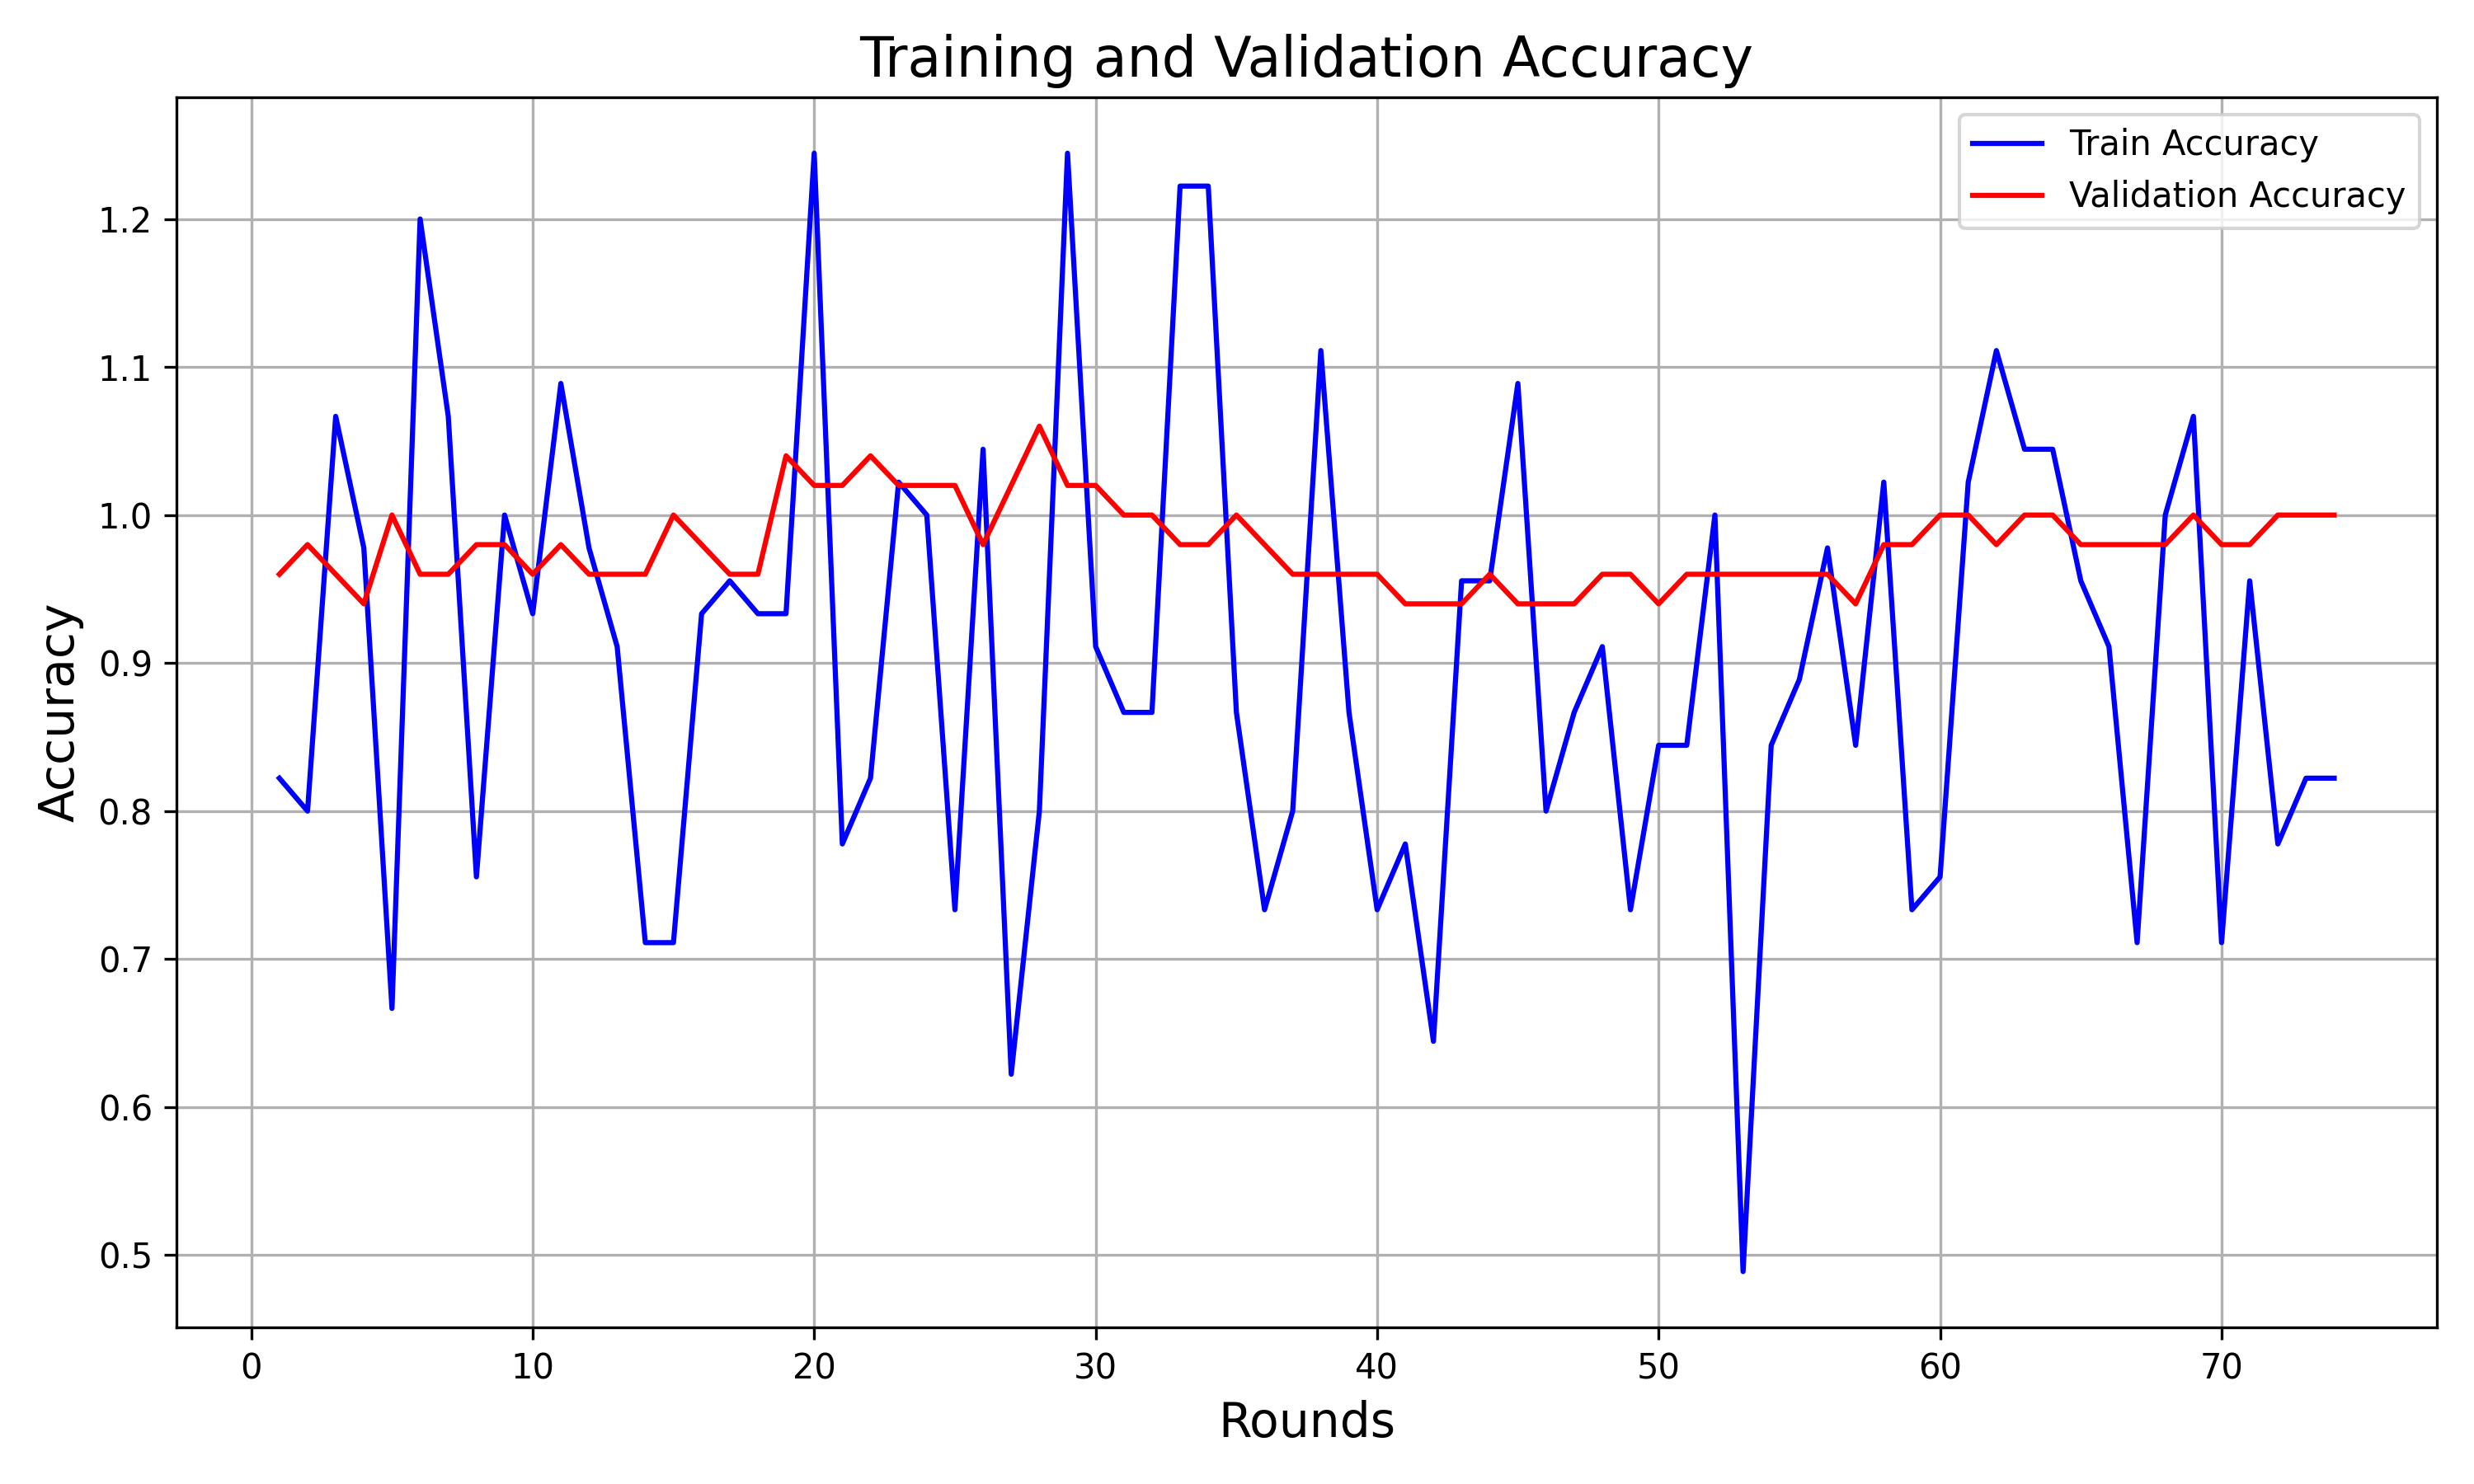 Training and Validation Accuracy
Train Accuracy
Validation Accuracy
Accuracy
1.2
1.1
1.0
0.9
0.8
0.7
0.6
0.5
0 10 20 30 40 50 60 70
Rounds